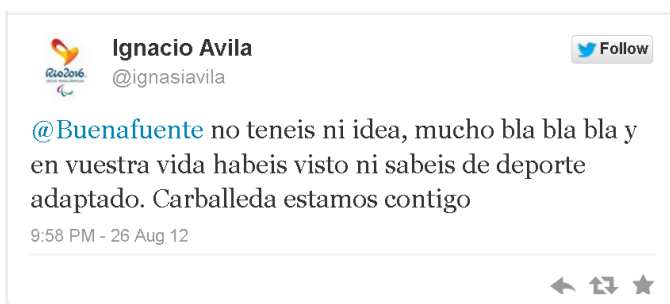 Ignacio Avila
@ignasiavila
Follow
Rio2016
@Buenafuente no teneis ni idea, mucho bla bla bla y
en vuestra vida habeis visto ni sabeis de deporte
adaptado. Carballeda estamos contigo
9:58 PM - 26 Aug 12